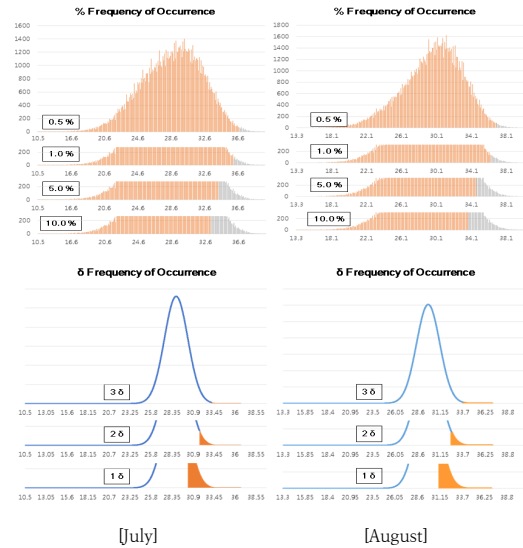 % Frequency of Occurrence
1600
1400
1200
1000
800
600
400
200
0
0.5 %
10.5 16.6 20.6 24.6 28.6 32.6 36.6
200
1.0 %
10.5 16.6 20.6 24.6 28.6 32.6 36.6
200
5.0 %
10.5 16.6 20.6 24.6 28.6 32.6 36.6
200
10.0 %
10.5 16.6 20.6 24.6 28.6 32.6 36.6
% Frequency of Occurrence
1800
1600
1400
1200
1000
800
600
400
200
0
0.5 %
13.3 18.1 22.1 26.1 30.1 34.1 38.1
200
1.0 %
13.3 18.1 22.1 26.1 30.1 34.1 38.1
200
5.0 %
13.3 18.1 22.1 26.1 30.1 34.1 38.1
200
0
10.0 %
13.3 18.1 22.1 26.1 30.1 34.1 38.1
δ Frequency of Occurrence
3 δ
10.5 13.05 15.6 18.15 20.7 23.25 25.8 28.35 30.9 33.45 36 38.55
2 δ
10.5 13.05 15.6 18.15 20.7 23.25 25.8 28.35 30.9 33.45 36 38.55
1 δ
10.5 13.05 15.6 18.15 20.7 23.25 25.8 28.35 30.9 33.45 36 38.55
δ Frequency of Occurrence
3 δ
13.3 15.85 18.4 20.95 23.5 26.05 28.6 31.15 33.7 36.25 38.8
2 δ
13.3 15.85 18.4 20.95 23.5 26.05 28.6 31.15 33.7 36.25 38.8
1 δ
13.3 15.85 18.4 20.95 23.5 26.05 28.6 31.15 33.7 36.25 38.8
[July]
[August]